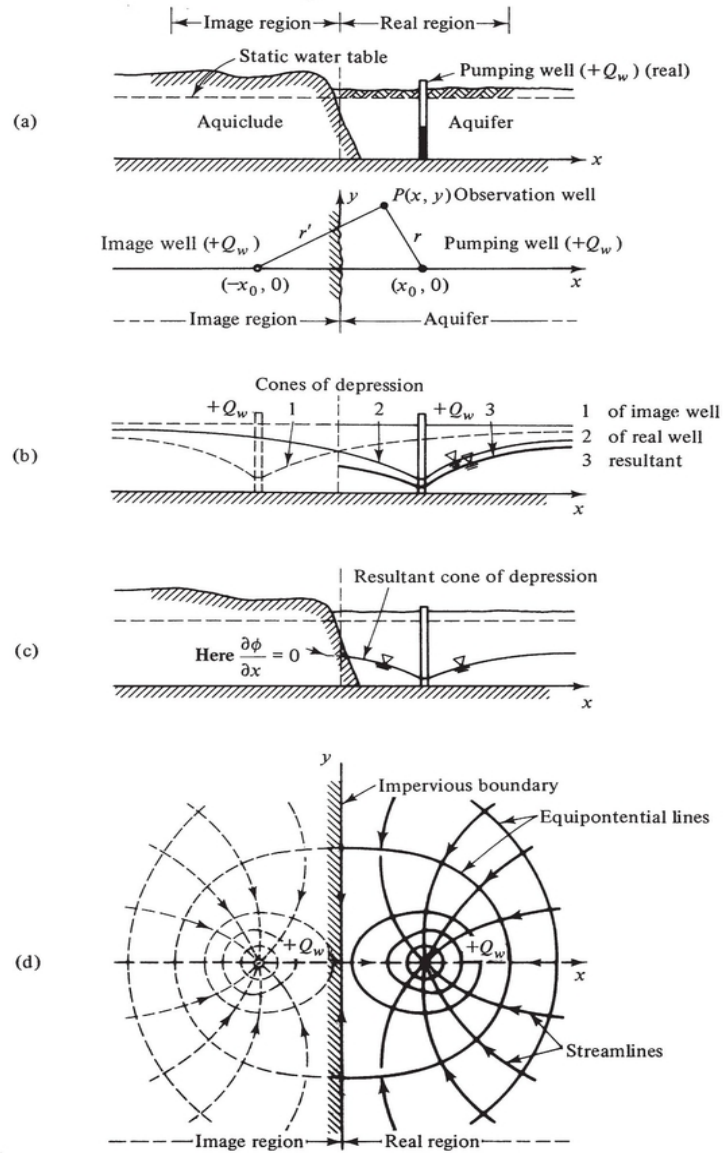 Image region Real region
Static water table
Pumping well (+Q_w) (real)
(a)
Aquiclude Aquifer
x
y
P(x, y) Observation well
Image well (+Q_w) r′ r Pumping well (+Q_w)
(−x_0, 0) (x_0, 0) x
Image region Aquifer
Cones of depression
+Q_w 1 2 +Q_w 3 1 of image well
2 of real well
(b) 3 resultant
x
Resultant cone of depression
(c) Here ∂φ/∂x = 0
x
y
Impervious boundary
Equipontential lines
+Q_w +Q_w
(d) x
Streamlines
Image region Real region